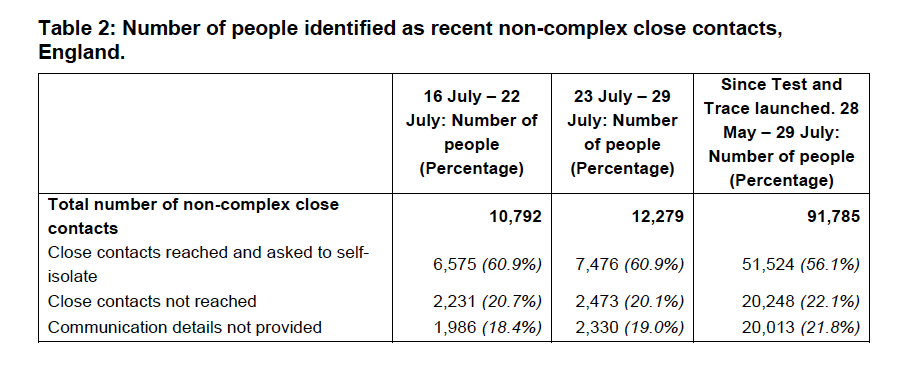 Table 2: Number of people identified as recent non-complex close contacts,
England.
16 July – 22
July: Number of
people
(Percentage)
23 July – 29
July: Number
of people
(Percentage)
Since Test and
Trace launched. 28
May – 29 July:
Number of people
(Percentage)
Total number of non-complex close
contacts
10,792
12,279
91,785
Close contacts reached and asked to self-
isolate
6,575 (60.9%)
7,476 (60.9%)
51,524 (56.1%)
Close contacts not reached
2,231 (20.7%)
2,473 (20.1%)
20,248 (22.1%)
Communication details not provided
1,986 (18.4%)
2,330 (19.0%)
20,013 (21.8%)